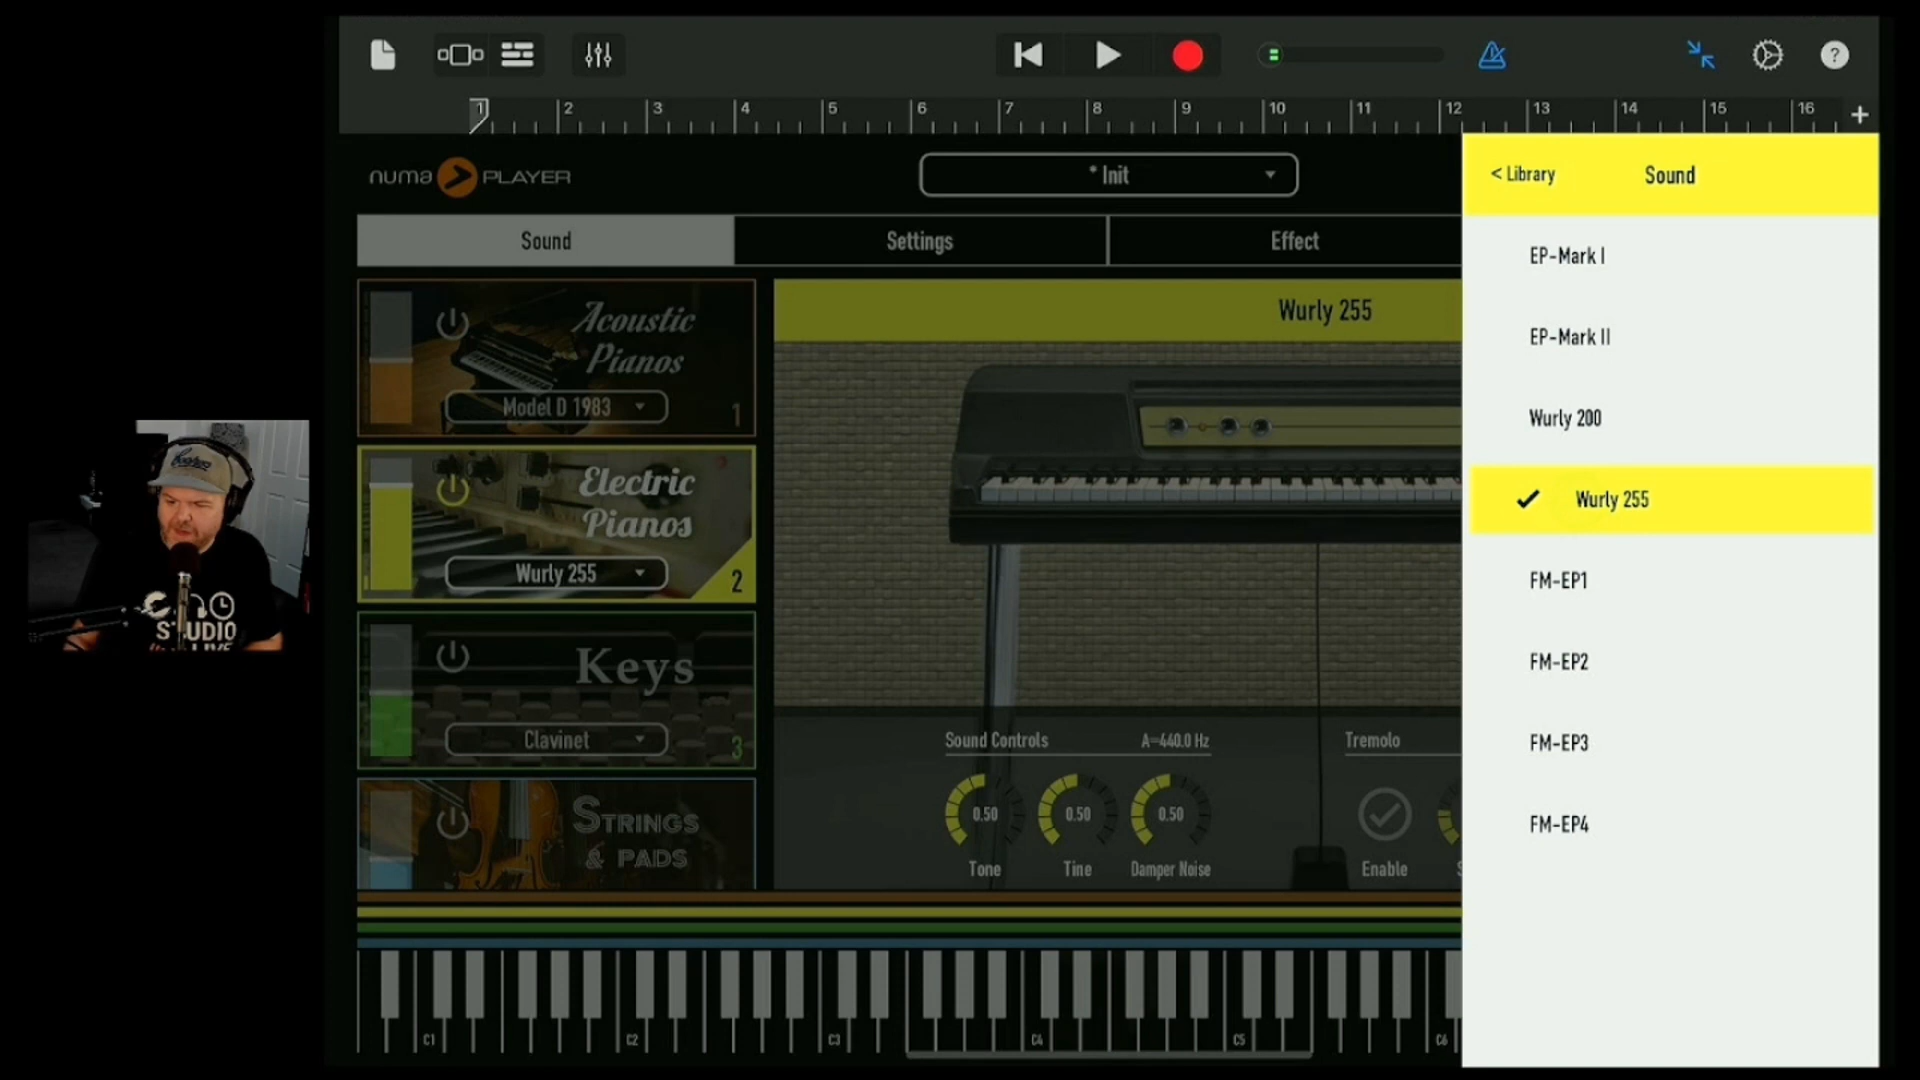 ?
1 2 3 4 5 6 7 8 9 10 11 12 13 14 15 16 +
numa PLAYER
* Init
< Library
Sound
Sound
Settings
Effect
EP-Mark I
EP-Mark II
Wurly 200
Wurly 255
FM-EP1
FM-EP2
FM-EP3
FM-EP4
Acoustic
Pianos
Model D 1983
1
Electric
Pianos
Wurly 255
2
Keys
Clavinet
3
STRINGS
& PADS
Wurly 255
Sound Controls
A=440.0 Hz
Tremolo
0.50
0.50
0.50
Tone
Tine
Damper Noise
Enable
C1 C2 C3 C4 C5 C6
STUDIO
LIVE